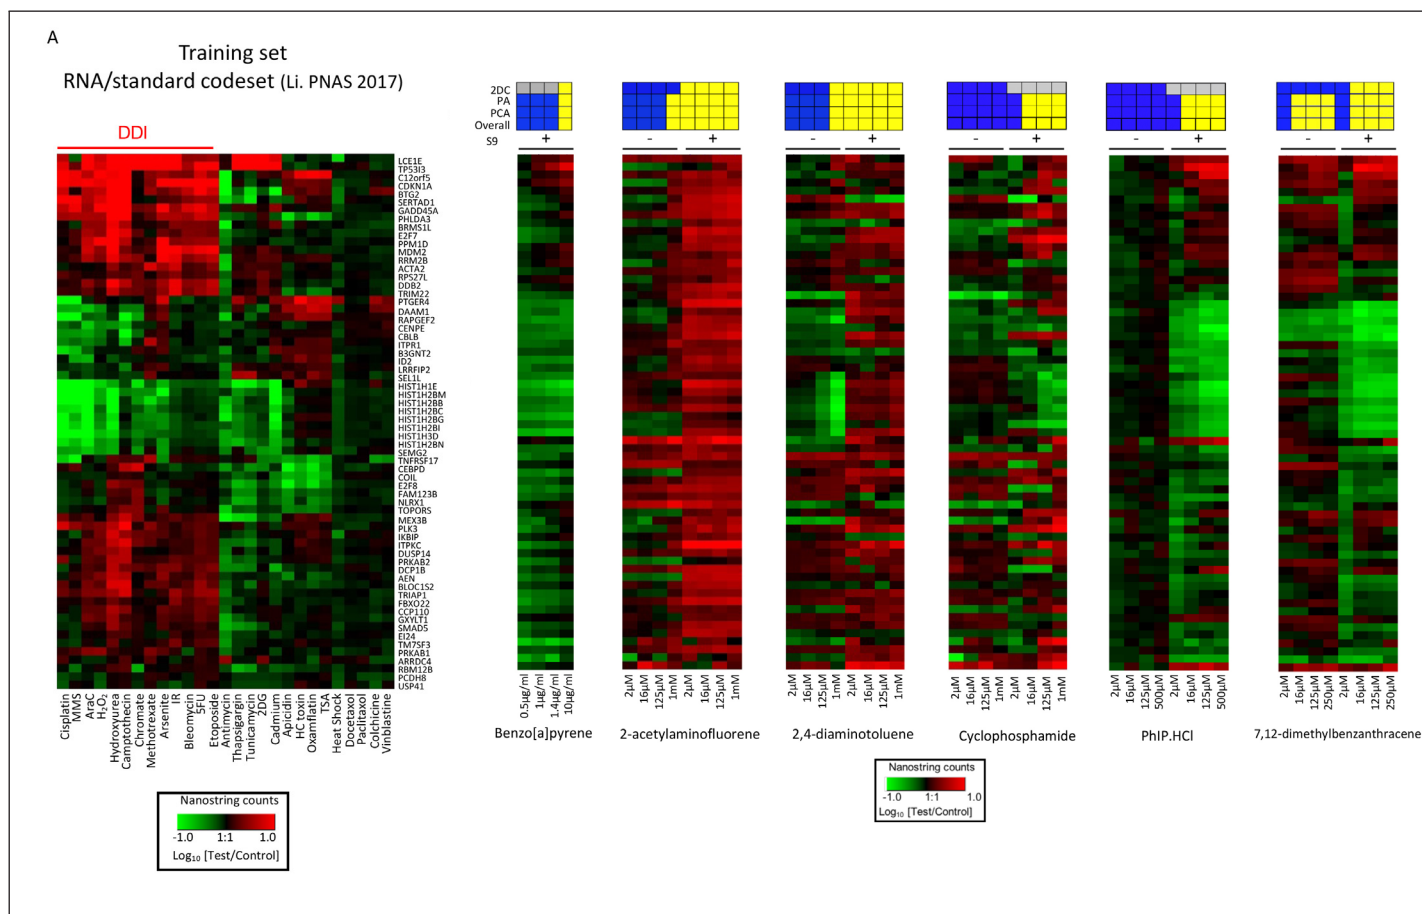 A
Training set
RNA/standard codeset (Li. PNAS 2017)
DDI
2DC
PA
PCA
Overall
S9
+
- +
- +
- +
- +
- +
LCE1E
TP53I3
C12orf5
CDKN1A
BTG2
SERTAD1
GADD45A
PHLDA3
BRMS1L
E2F7
PPM1D
MDM2
RRM2B
ACTA2
RPS27L
DDB2
TRIM22
PTGER4
DAAM1
RAPGEF2
CENPE
CBLB
ITPR1
B3GNT2
ID2
LRRFIP2
SEL1L
HIST1H1E
HIST1H2BM
HIST1H2BB
HIST1H2BC
HIST1H2BG
HIST1H2BI
HIST1H3D
HIST1H2BN
SEMG2
TNFRSF17
CEBPD
COIL
E2F8
FAM123B
NLRX1
TOPORS
MEX3B
PLK3
IKBIP
ITPKC
DUSP14
PRKAB2
DCP1B
AEN
BLOC1S2
TRIAP1
FBXO22
CCP110
GXYLT1
SMAD5
EI24
TM7SF3
PRKAB1
ARRDC4
RBM12B
PCDH8
USP41
Cisplatin
MMS
AraC
H₂O₂
Hydroxyurea
Camptothecin
Chromate
Methotrexate
Arsenite
IR
Bleomycin
5FU
Etoposide
Antimycin
Thapsigargin
Tunicamycin
2DG
Cadmium
Apicidin
HC toxin
Oxamflatin
TSA
Heat Shock
Docetaxol
Paclitaxol
Colchicine
Vinblastine
0.5µg/ml
1µg/ml
1.4µg/ml
10µg/ml
Benzo[a]pyrene
2µM
16µM
125µM
1mM
2µM
16µM
125µM
1mM
2-acetylaminofluorene
2µM
16µM
125µM
1mM
2µM
16µM
125µM
1mM
2,4-diaminotoluene
2µM
16µM
125µM
1mM
2µM
16µM
125µM
1mM
Cyclophosphamide
2µM
16µM
125µM
500µM
2µM
16µM
125µM
500µM
PhIP.HCl
2µM
16µM
125µM
250µM
2µM
16µM
125µM
250µM
7,12-dimethylbenzanthracene
Nanostring counts
-1.0 1:1 1.0
Log₁₀ [Test/Control]
Nanostring counts
-1.0 1:1 1.0
Log₁₀ [Test/Control]